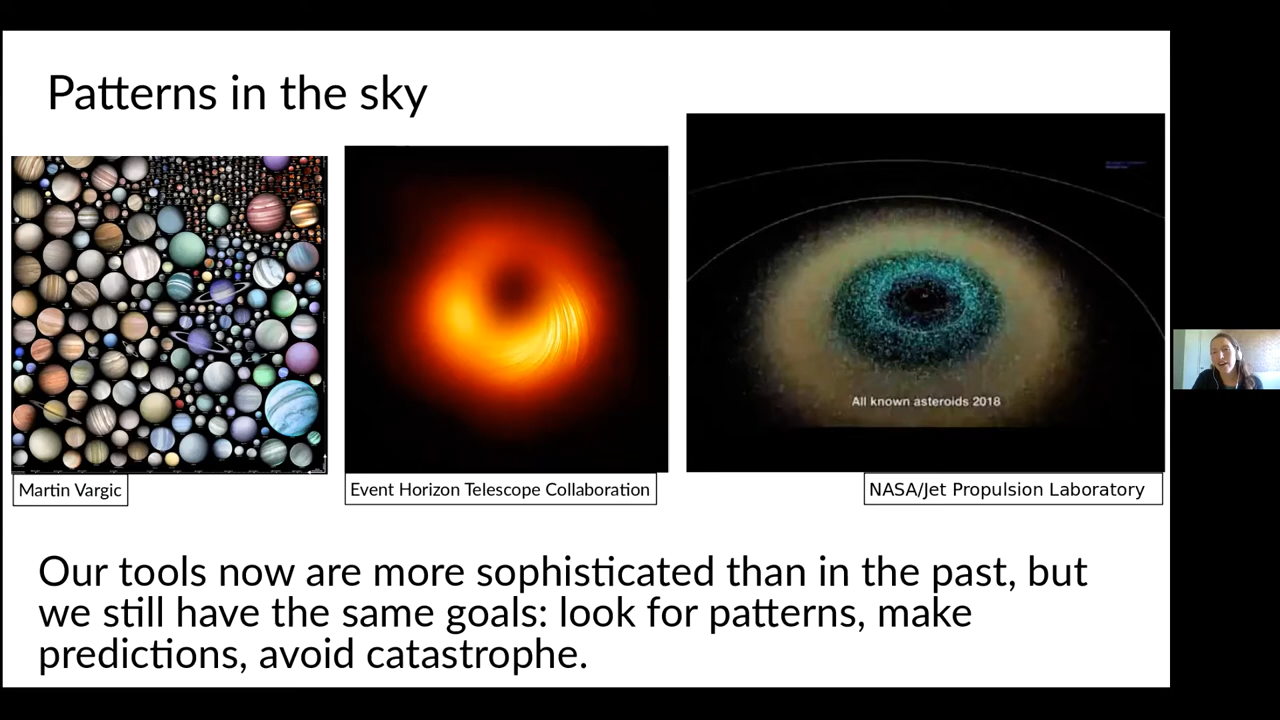 Patterns in the sky
All known asteroids 2018
Martin Vargic
Event Horizon Telescope Collaboration
NASA/Jet Propulsion Laboratory
Our tools now are more sophisticated than in the past, but
we still have the same goals: look for patterns, make
predictions, avoid catastrophe.